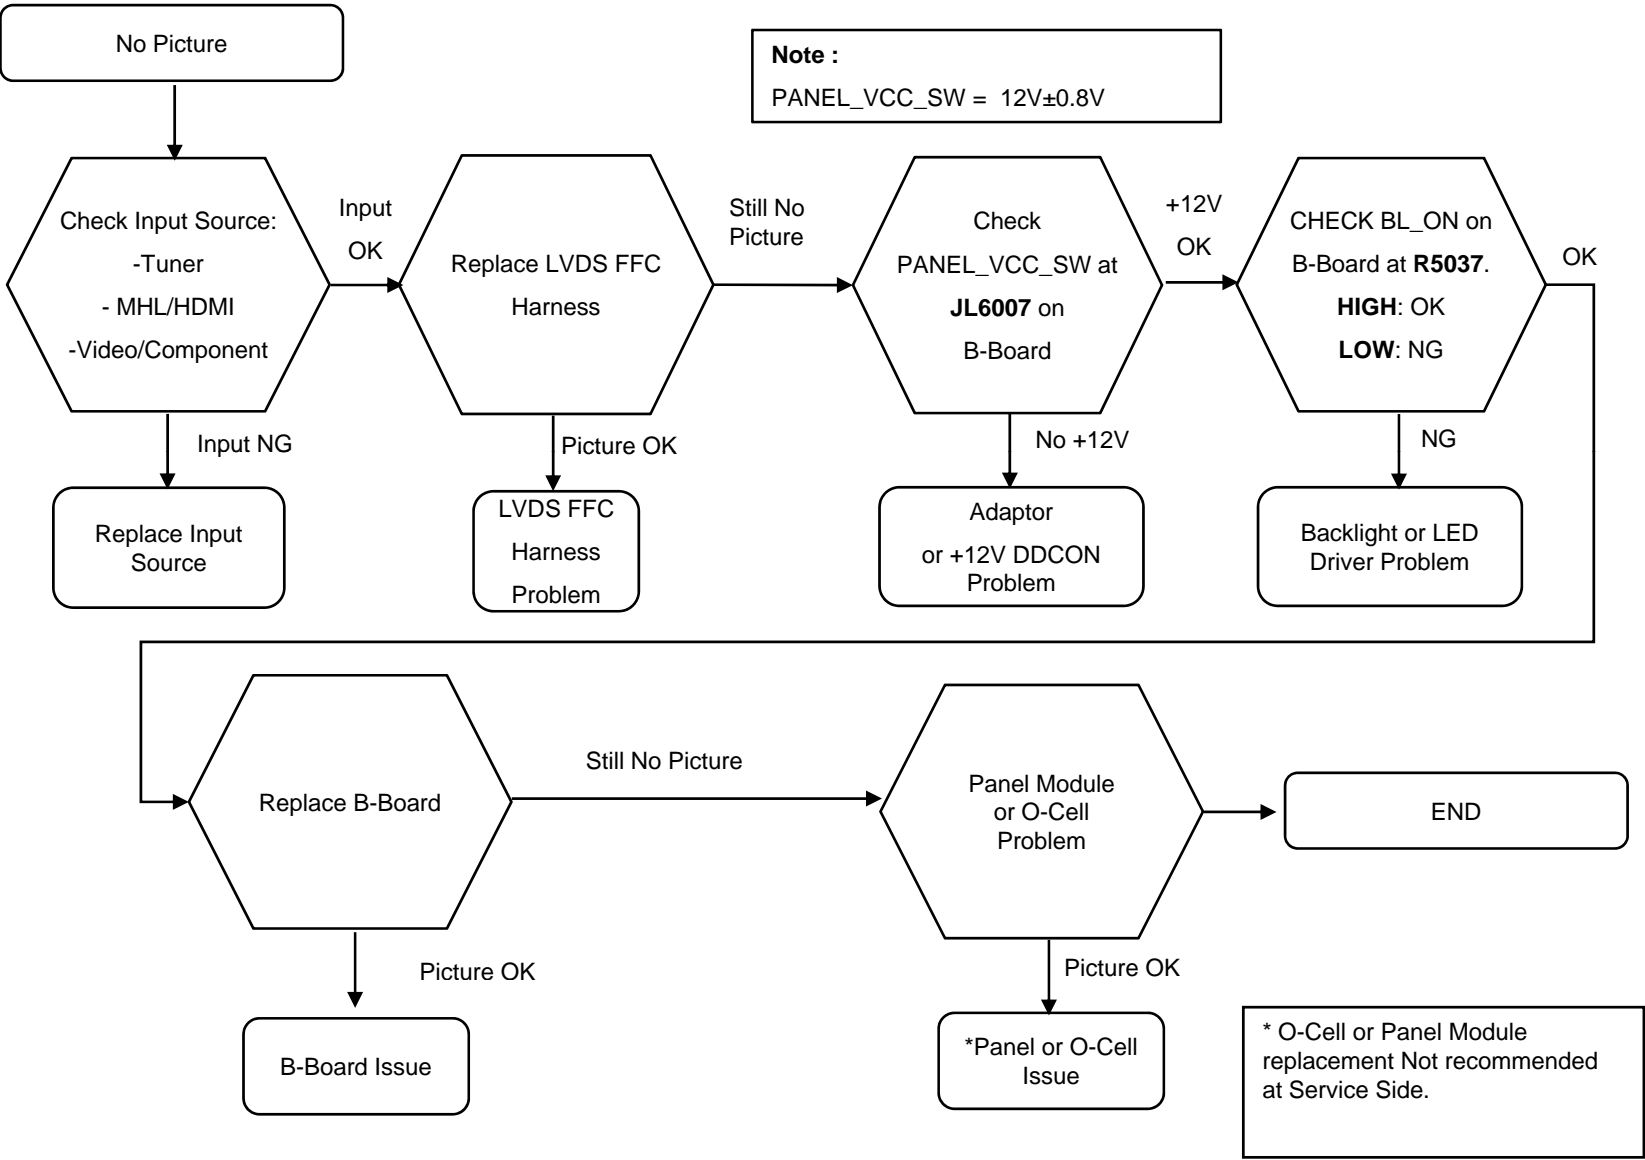 No Picture
Note :
PANEL_VCC_SW =  12V±0.8V
Check Input Source:
-Tuner
- MHL/HDMI
-Video/Component
Input
OK
Replace LVDS FFC
Harness
Still No
Picture
Check
PANEL_VCC_SW at
JL6007 on
B-Board
+12V
OK
CHECK BL_ON on
B-Board at R5037.
HIGH: OK
LOW: NG
OK
Input NG
Picture OK
No +12V
NG
Replace Input
Source
LVDS FFC
Harness
Problem
Adaptor
or +12V DDCON
Problem
Backlight or LED
Driver Problem
Replace B-Board
Still No Picture
Panel Module
or O-Cell
Problem
END
Picture OK
Picture OK
B-Board Issue
*Panel or O-Cell
Issue
* O-Cell or Panel Module
replacement Not recommended
at Service Side.